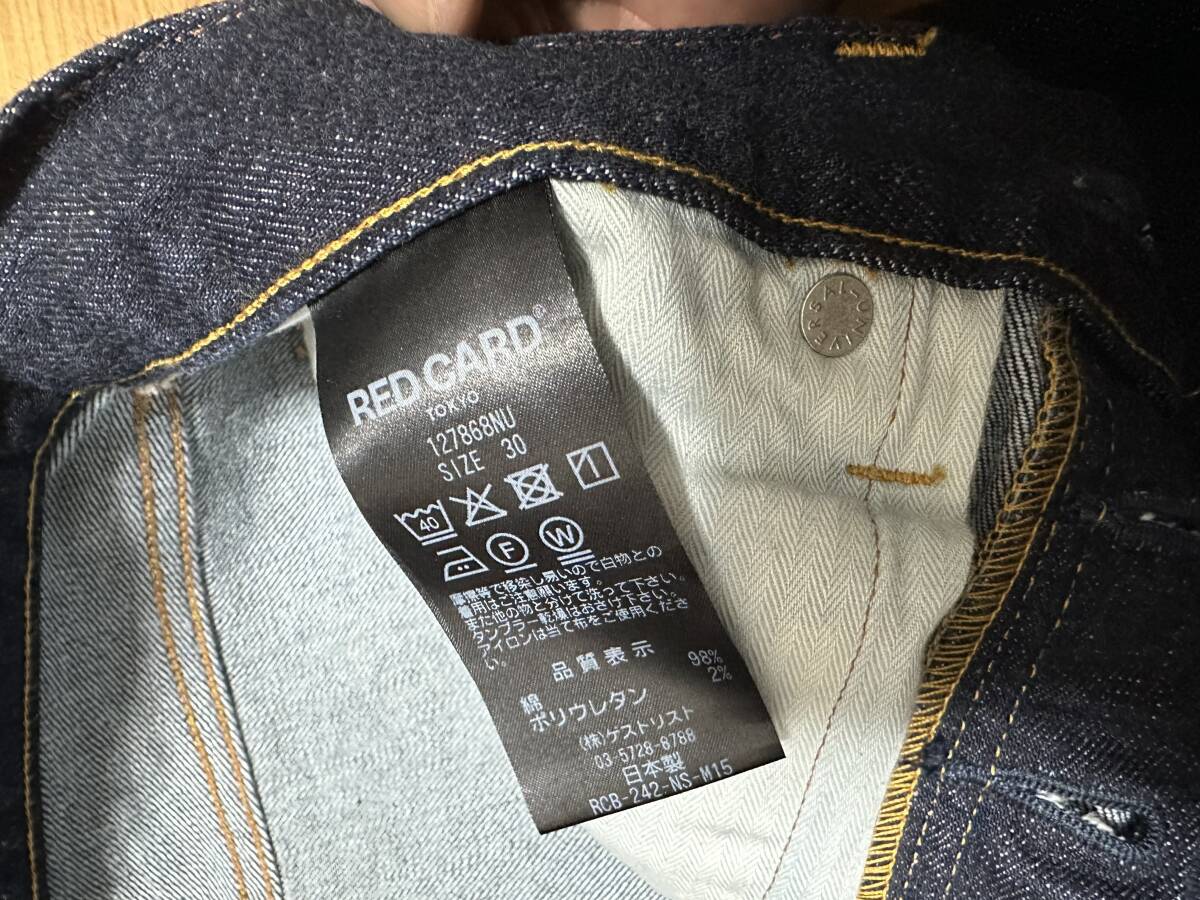 RED CARD
TOKYO
127868NU
SIZE 30
40
F
W
摩擦等で移染し易いので白物との
着用はご注意願います。
また他の物と分けて洗って下さい。
タンブラー乾燥はおさけ下さい。
アイロンは当て布をご使用くださ
い。
品質表示
綿 98%
ポリウレタン 2%
(株)ゲストリスト
03-5728-8788
日本製
RCB-242-NS-M15
UNIVERSAL